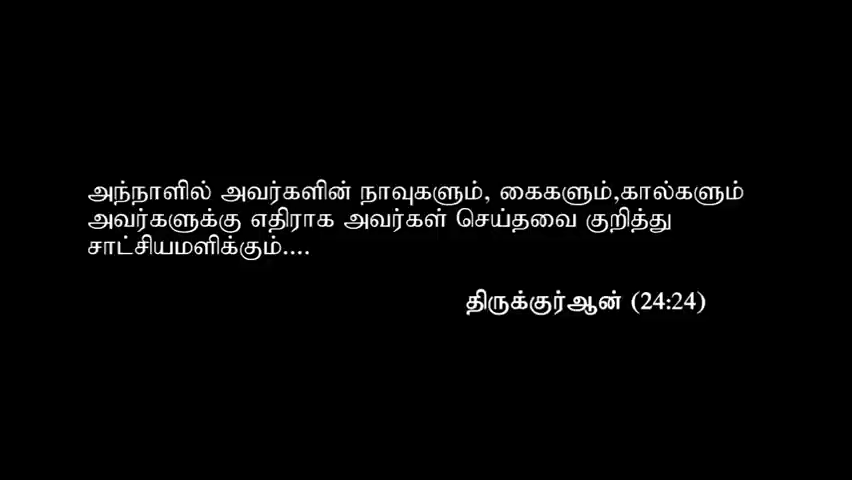 அந்நாளில் அவர்களின் நாவுகளும், கைகளும்,கால்களும்
அவர்களுக்கு எதிராக அவர்கள் செய்தவை குறித்து
சாட்சியமளிக்கும்....
திருக்குர்ஆன் (24:24)